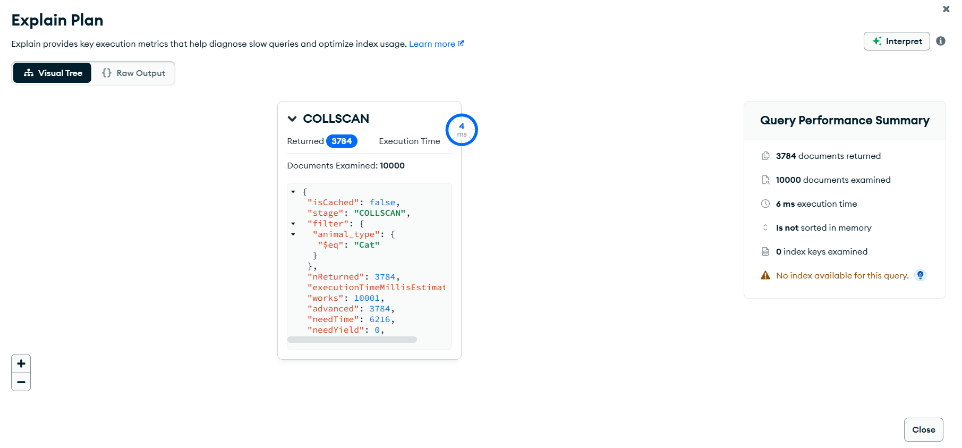 Explain Plan
Explain provides key execution metrics that help diagnose slow queries and optimize index usage. Learn more
Interpret
Visual Tree
{} Raw Output
COLLSCAN
Returned 3784 Execution Time 4 ms
Documents Examined: 10000
{
"isCached": false,
"stage": "COLLSCAN",
"filter": {
"animal_type": {
"$eq": "Cat"
}
},
"nReturned": 3784,
"executionTimeMillisEstimat
"works": 10001,
"advanced": 3784,
"needTime": 6216,
"needYield": 0,
Query Performance Summary
3784 documents returned
10000 documents examined
6 ms execution time
Is not sorted in memory
0 index keys examined
No index available for this query.
+
−
Close